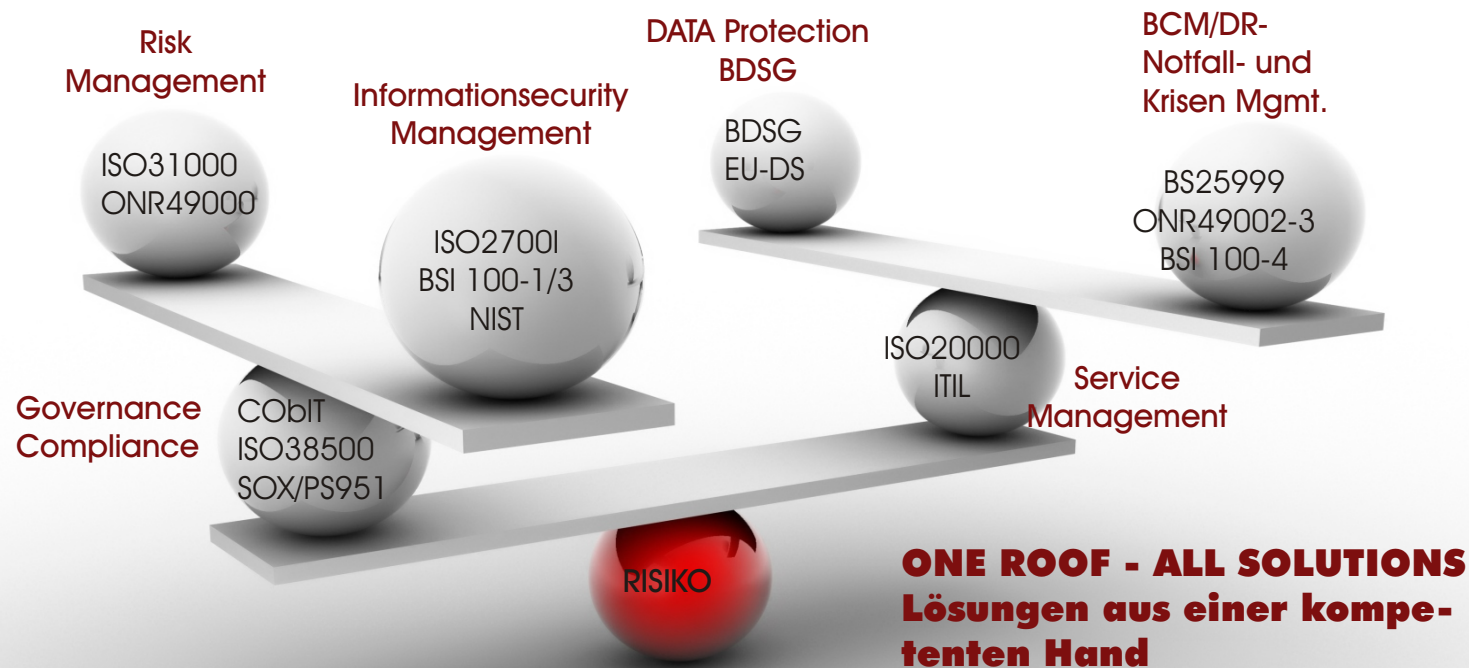 Risk
Management
ISO31000
ONR49000
Informationsecurity
Management
ISO2700I
BSI 100-1/3
NIST
DATA Protection
BDSG
BDSG
EU-DS
BCM/DR-
Notfall- und
Krisen Mgmt.
BS25999
ONR49002-3
BSI 100-4
Governance
Compliance
CObIT
ISO38500
SOX/PS951
ISO20000
ITIL
Service
Management
RISIKO
ONE ROOF - ALL SOLUTIONS
Lösungen aus einer kompe-
tenten Hand